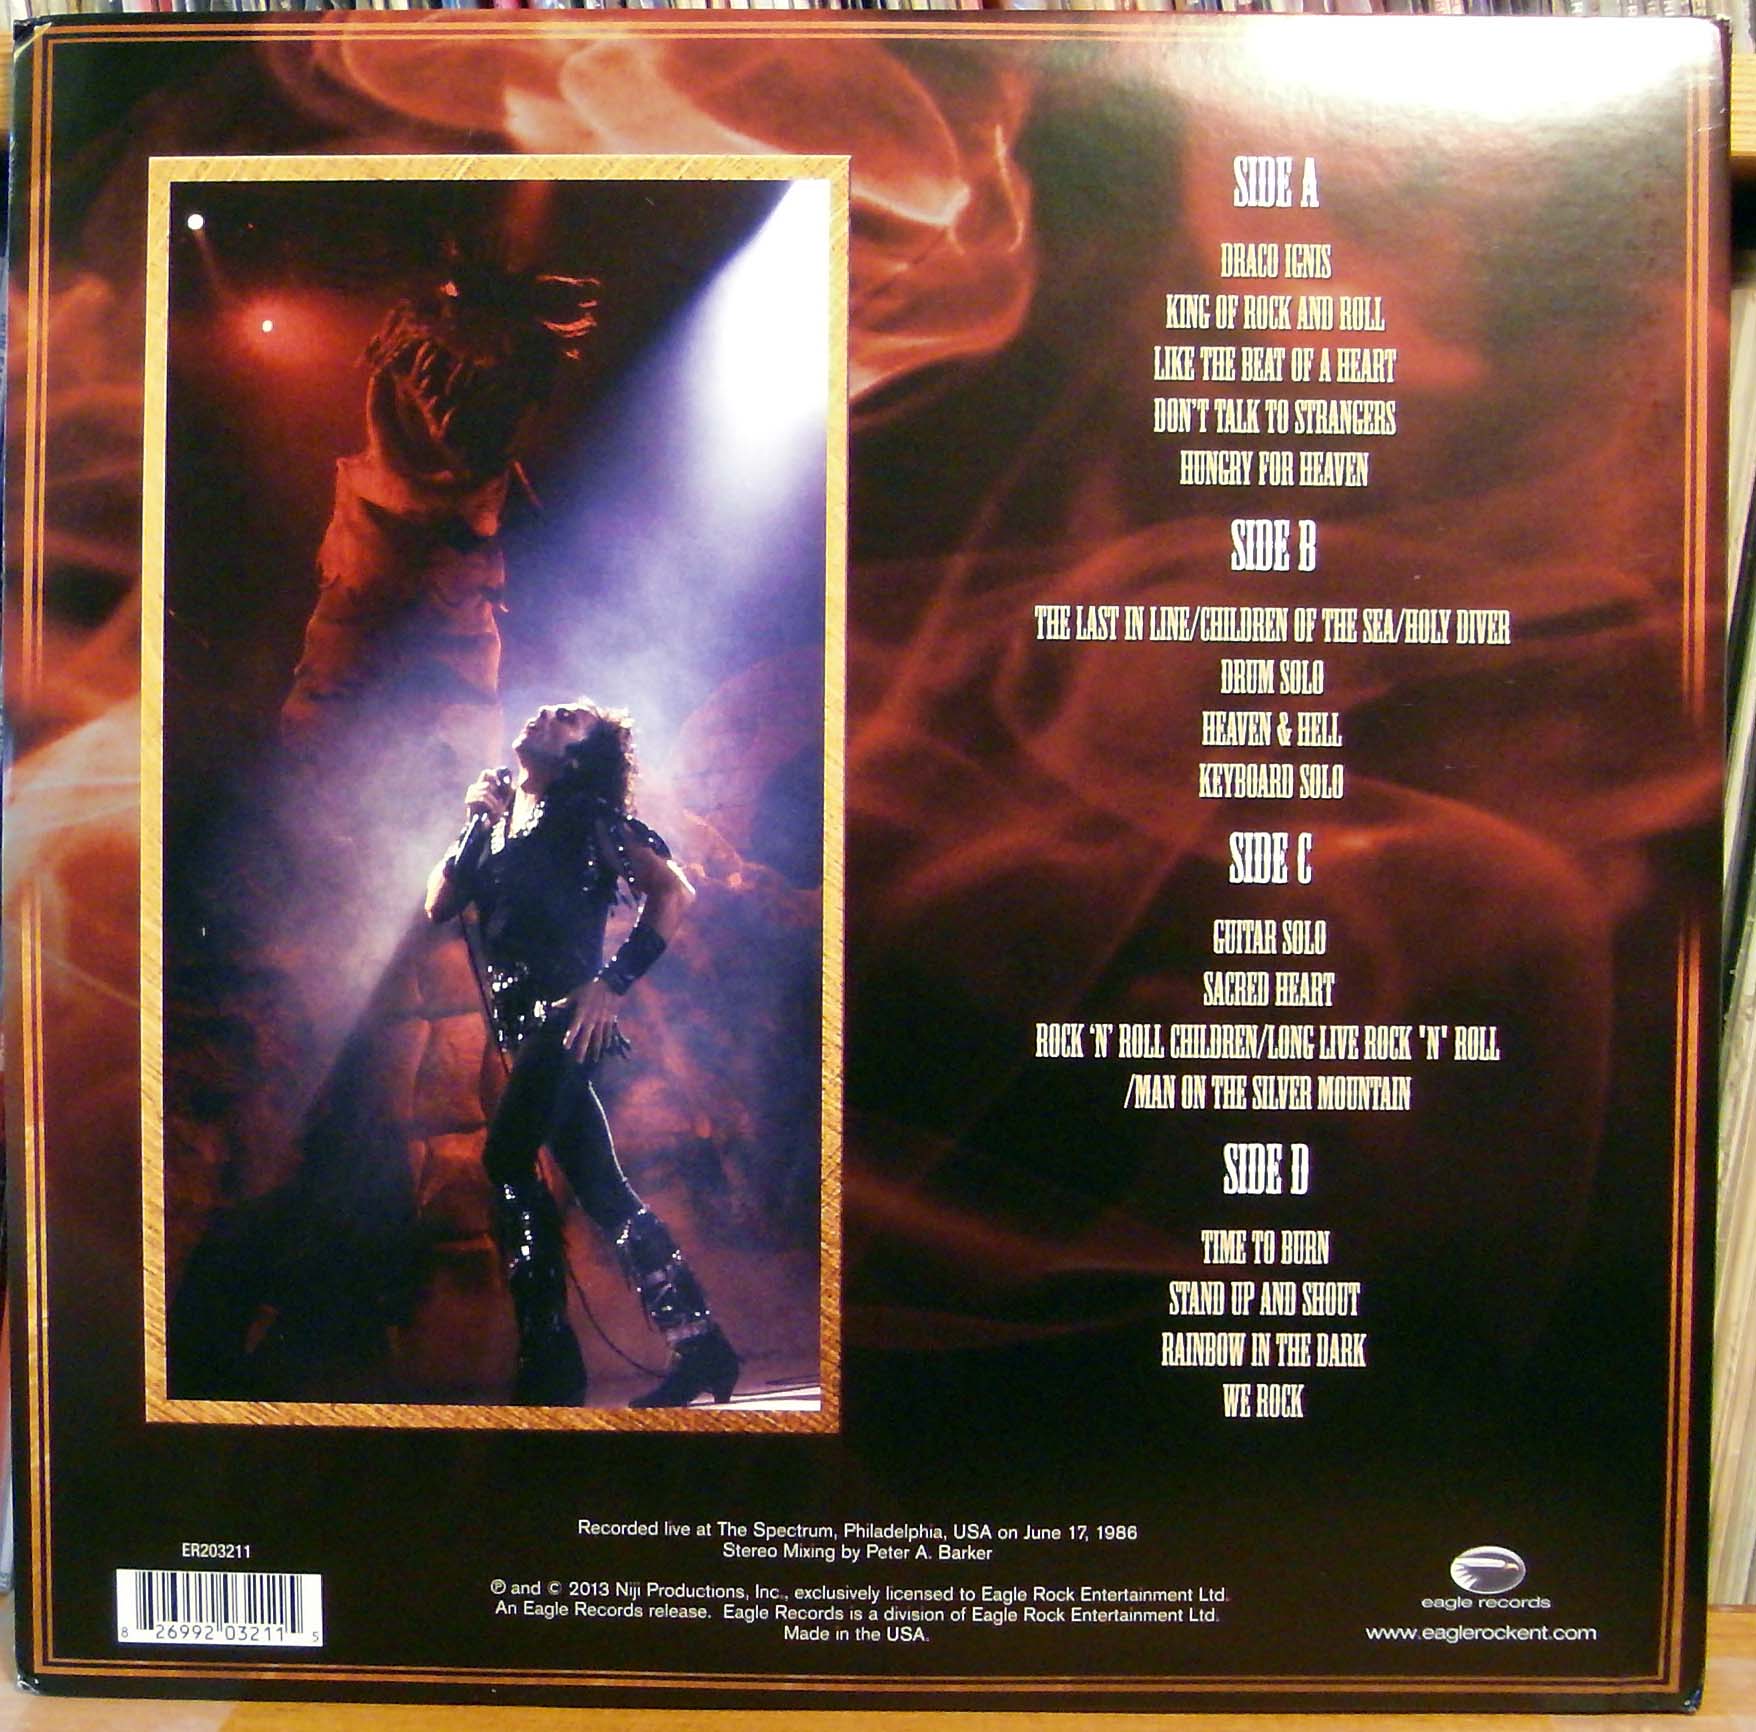 SIDE A
DRACO IGNIS
KING OF ROCK AND ROLL
LIKE THE BEAT OF A HEART
DON'T TALK TO STRANGERS
HUNGRY FOR HEAVEN
SIDE B
THE LAST IN LINE/CHILDREN OF THE SEA/HOLY DIVER
DRUM SOLO
HEAVEN & HELL
KEYBOARD SOLO
SIDE C
GUITAR SOLO
SACRED HEART
ROCK ‘N’ ROLL CHILDREN/LONG LIVE ROCK 'N' ROLL
/MAN ON THE SILVER MOUNTAIN
SIDE D
TIME TO BURN
STAND UP AND SHOUT
RAINBOW IN THE DARK
WE ROCK
Recorded live at The Spectrum, Philadelphia, USA on June 17, 1986
Stereo Mixing by Peter A. Barker
℗ and © 2013 Niji Productions, Inc., exclusively licensed to Eagle Rock Entertainment Ltd.
An Eagle Records release. Eagle Records is a division of Eagle Rock Entertainment Ltd.
Made in the USA.
ER203211
8 26992 03211 5
eagle records
www.eaglerockent.com